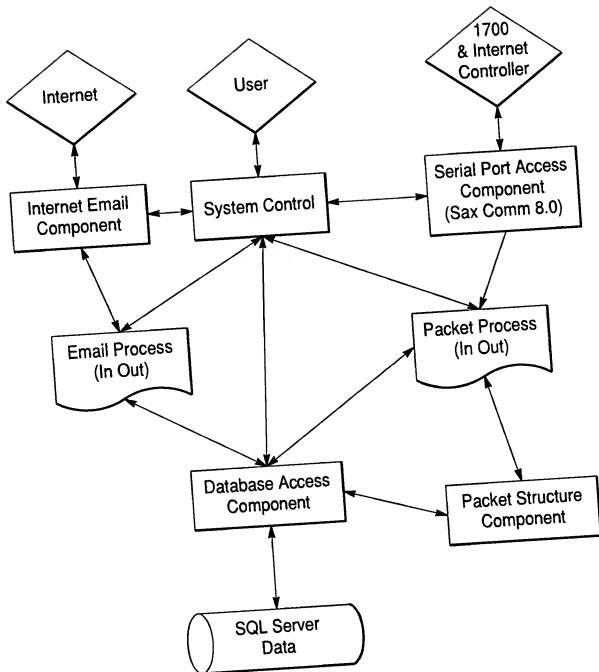 1700
& Internet
Controller
Internet
User
Internet Email
Component
System Control
Serial Port Access
Component
(Sax Comm 8.0)
Email Process
(In Out)
Packet Process
(In Out)
Database Access
Component
Packet Structure
Component
SQL Server
Data